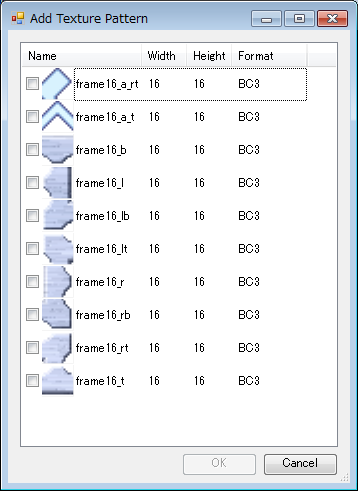 Add Texture Pattern
Name Width Height Format
frame16_a_rt 16 16 BC3
frame16_a_t 16 16 BC3
frame16_b 16 16 BC3
frame16_l 16 16 BC3
frame16_lb 16 16 BC3
frame16_lt 16 16 BC3
frame16_r 16 16 BC3
frame16_rb 16 16 BC3
frame16_rt 16 16 BC3
frame16_t 16 16 BC3
OK Cancel